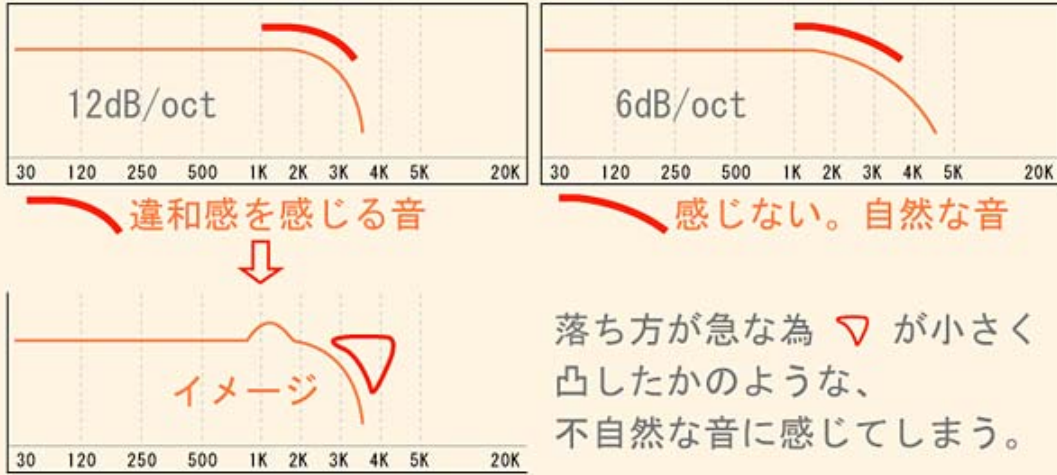 12dB/oct
30 120 250 500 1K 2K 3K 4K 5K 20K
6dB/oct
30 120 250 500 1K 2K 3K 4K 5K 20K
違和感を感じる音
感じない。自然な音
イメージ
30 120 250 500 1K 2K 3K 4K 5K 20K
落ち方が急な為 が小さく
凸したかのような、
不自然な音に感じてしまう。